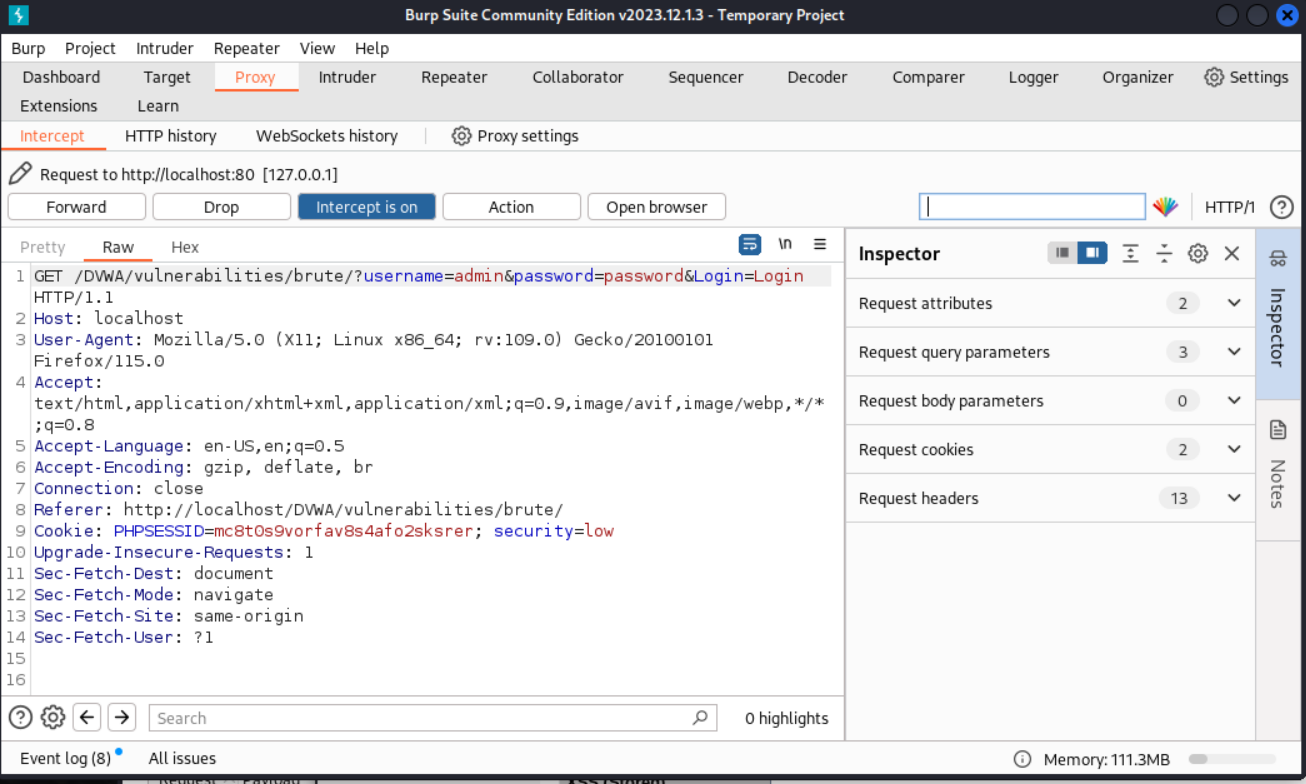 Burp Suite Community Edition v2023.12.1.3 - Temporary Project
Burp Project Intruder Repeater View Help
Dashboard Target Proxy Intruder Repeater Collaborator Sequencer Decoder Comparer Logger Organizer Settings
Extensions Learn
Intercept HTTP history WebSockets history Proxy settings
Request to http://localhost:80 [127.0.0.1]
Forward Drop Intercept is on Action Open browser HTTP/1 ?
Pretty Raw Hex \n
Inspector
1 GET /DVWA/vulnerabilities/brute/?username=admin&password=password&Login=Login
HTTP/1.1
2 Host: localhost
3 User-Agent: Mozilla/5.0 (X11; Linux x86_64; rv:109.0) Gecko/20100101
Firefox/115.0
4 Accept:
text/html,application/xhtml+xml,application/xml;q=0.9,image/avif,image/webp,*/*
;q=0.8
5 Accept-Language: en-US,en;q=0.5
6 Accept-Encoding: gzip, deflate, br
7 Connection: close
8 Referer: http://localhost/DVWA/vulnerabilities/brute/
9 Cookie: PHPSESSID=mc8t0s9vorfav8s4afo2sksrer; security=low
10 Upgrade-Insecure-Requests: 1
11 Sec-Fetch-Dest: document
12 Sec-Fetch-Mode: navigate
13 Sec-Fetch-Site: same-origin
14 Sec-Fetch-User: ?1
15
16
Request attributes 2
Request query parameters 3
Request body parameters 0
Request cookies 2
Request headers 13
Inspector
Notes
? Search 0 highlights
Event log (8) All issues Memory: 111.3MB